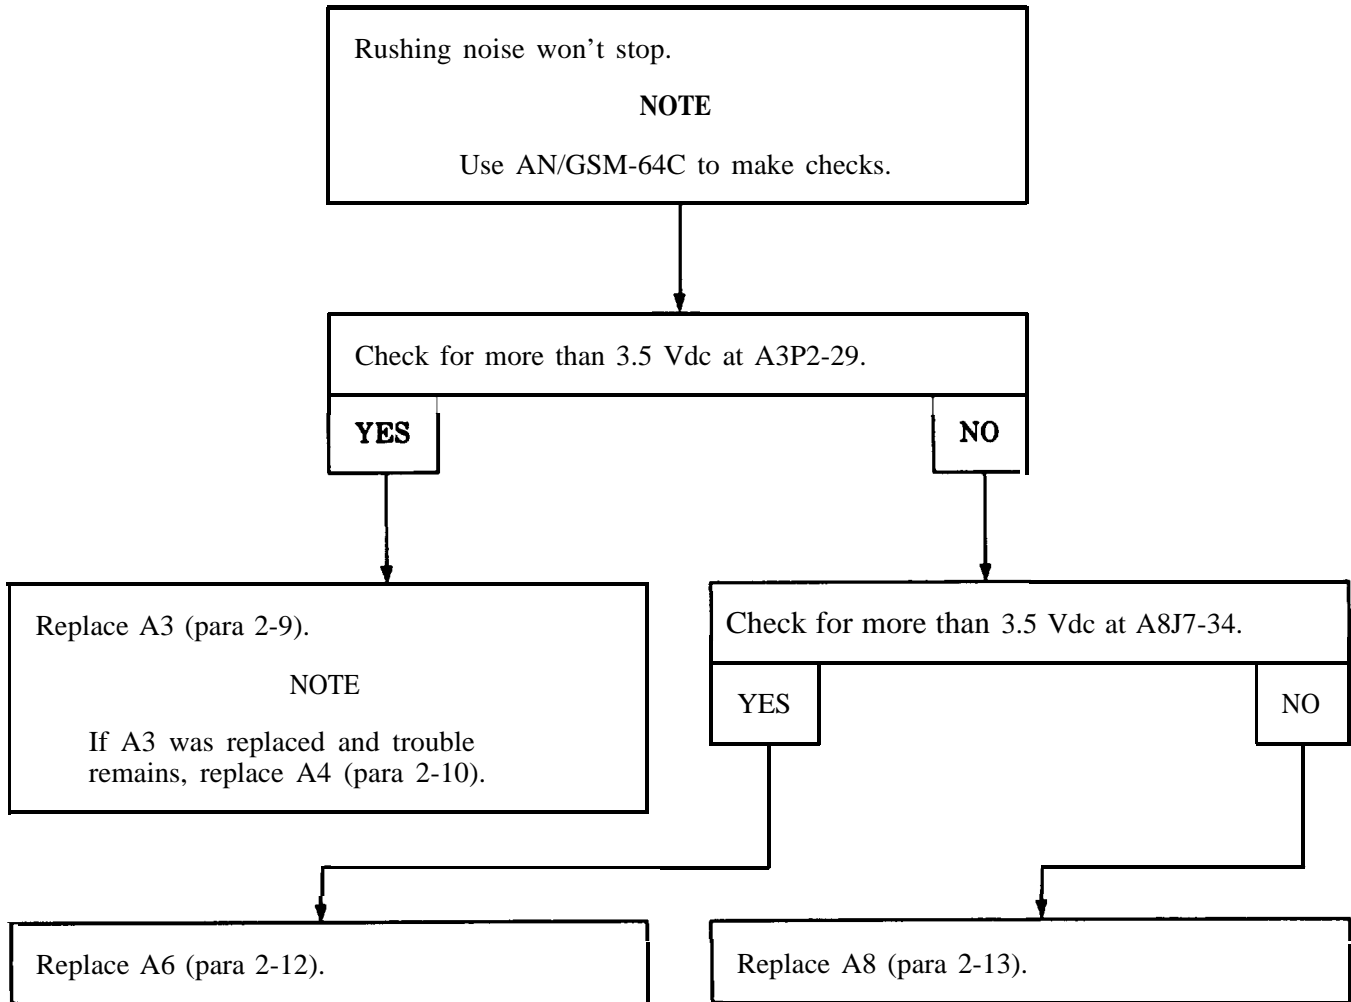 Rushing noise won't stop.
NOTE
Use AN/GSM-64C to make checks.
Check for more than 3.5 Vdc at A3P2-29.
YES
NO
Replace A3 (para 2-9).
NOTE
If A3 was replaced and trouble
remains, replace A4 (para 2-10).
Check for more than 3.5 Vdc at A8J7-34.
YES
NO
Replace A6 (para 2-12).
Replace A8 (para 2-13).